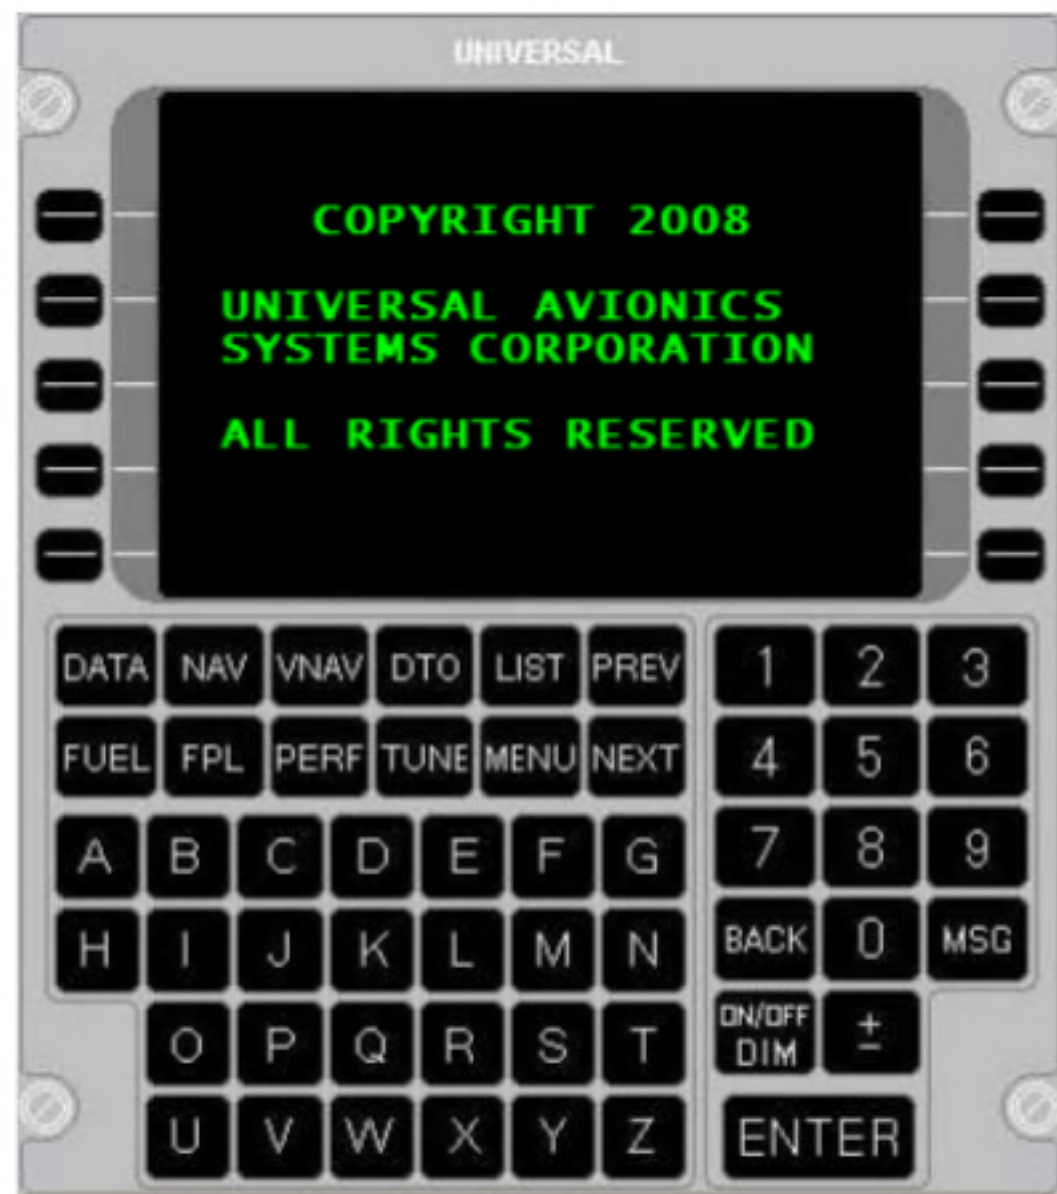 UNIVERSAL
COPYRIGHT 2008
UNIVERSAL AVIONICS
SYSTEMS CORPORATION
ALL RIGHTS RESERVED
DATA NAV VNAV DTO LIST PREV
FUEL FPL PERF TUNE MENU NEXT
A B C D E F G
H I J K L M N
O P Q R S T
U V W X Y Z
1 2 3
4 5 6
7 8 9
BACK 0 MSG
ON/OFF
DIM ±
ENTER